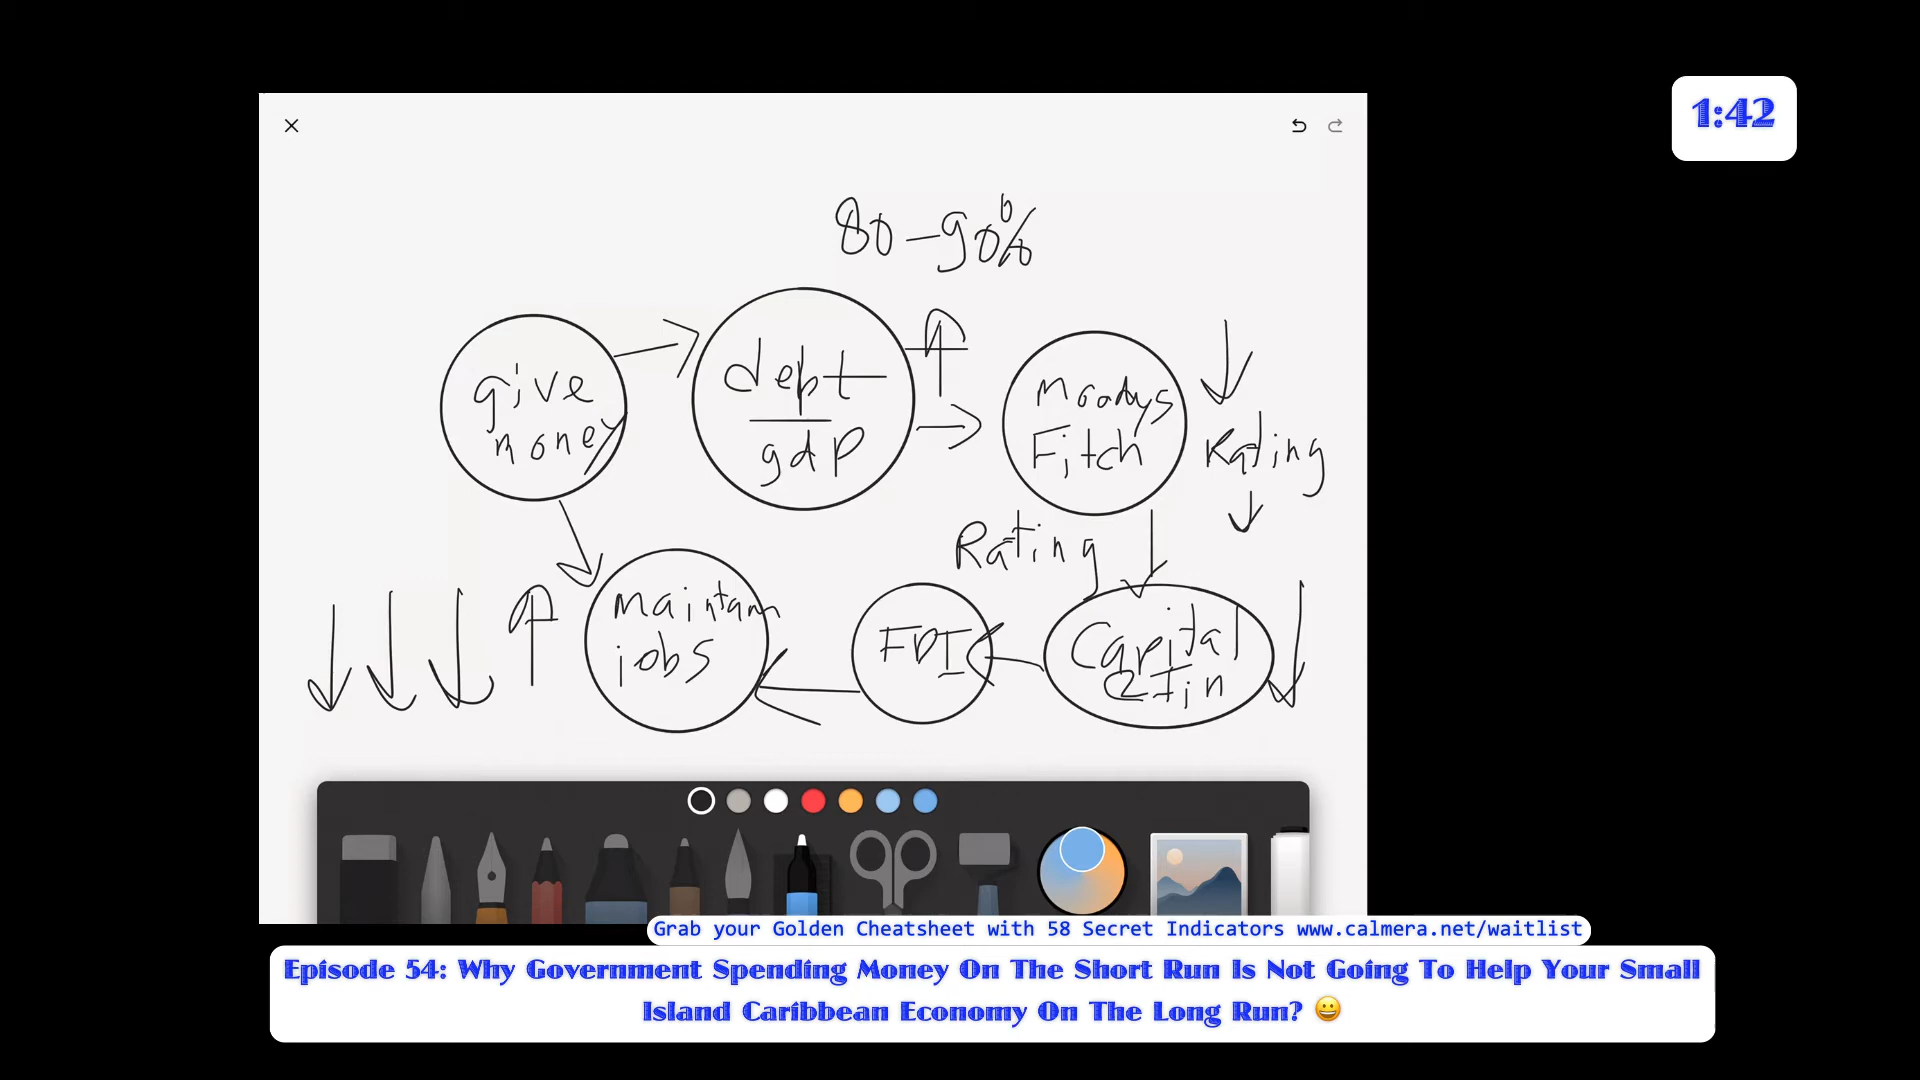 1:42
80-90%
give
money
debt
gdp
Moodys
Fitch
Rating
Rating
maintain
jobs
FDI
Capital
Fin
Grab your Golden Cheatsheet with 58 Secret Indicators www.calmera.net/waitlist
Episode 54: Why Government Spending Money On The Short Run Is Not Going To Help Your Small
Island Caribbean Economy On The Long Run? 😀